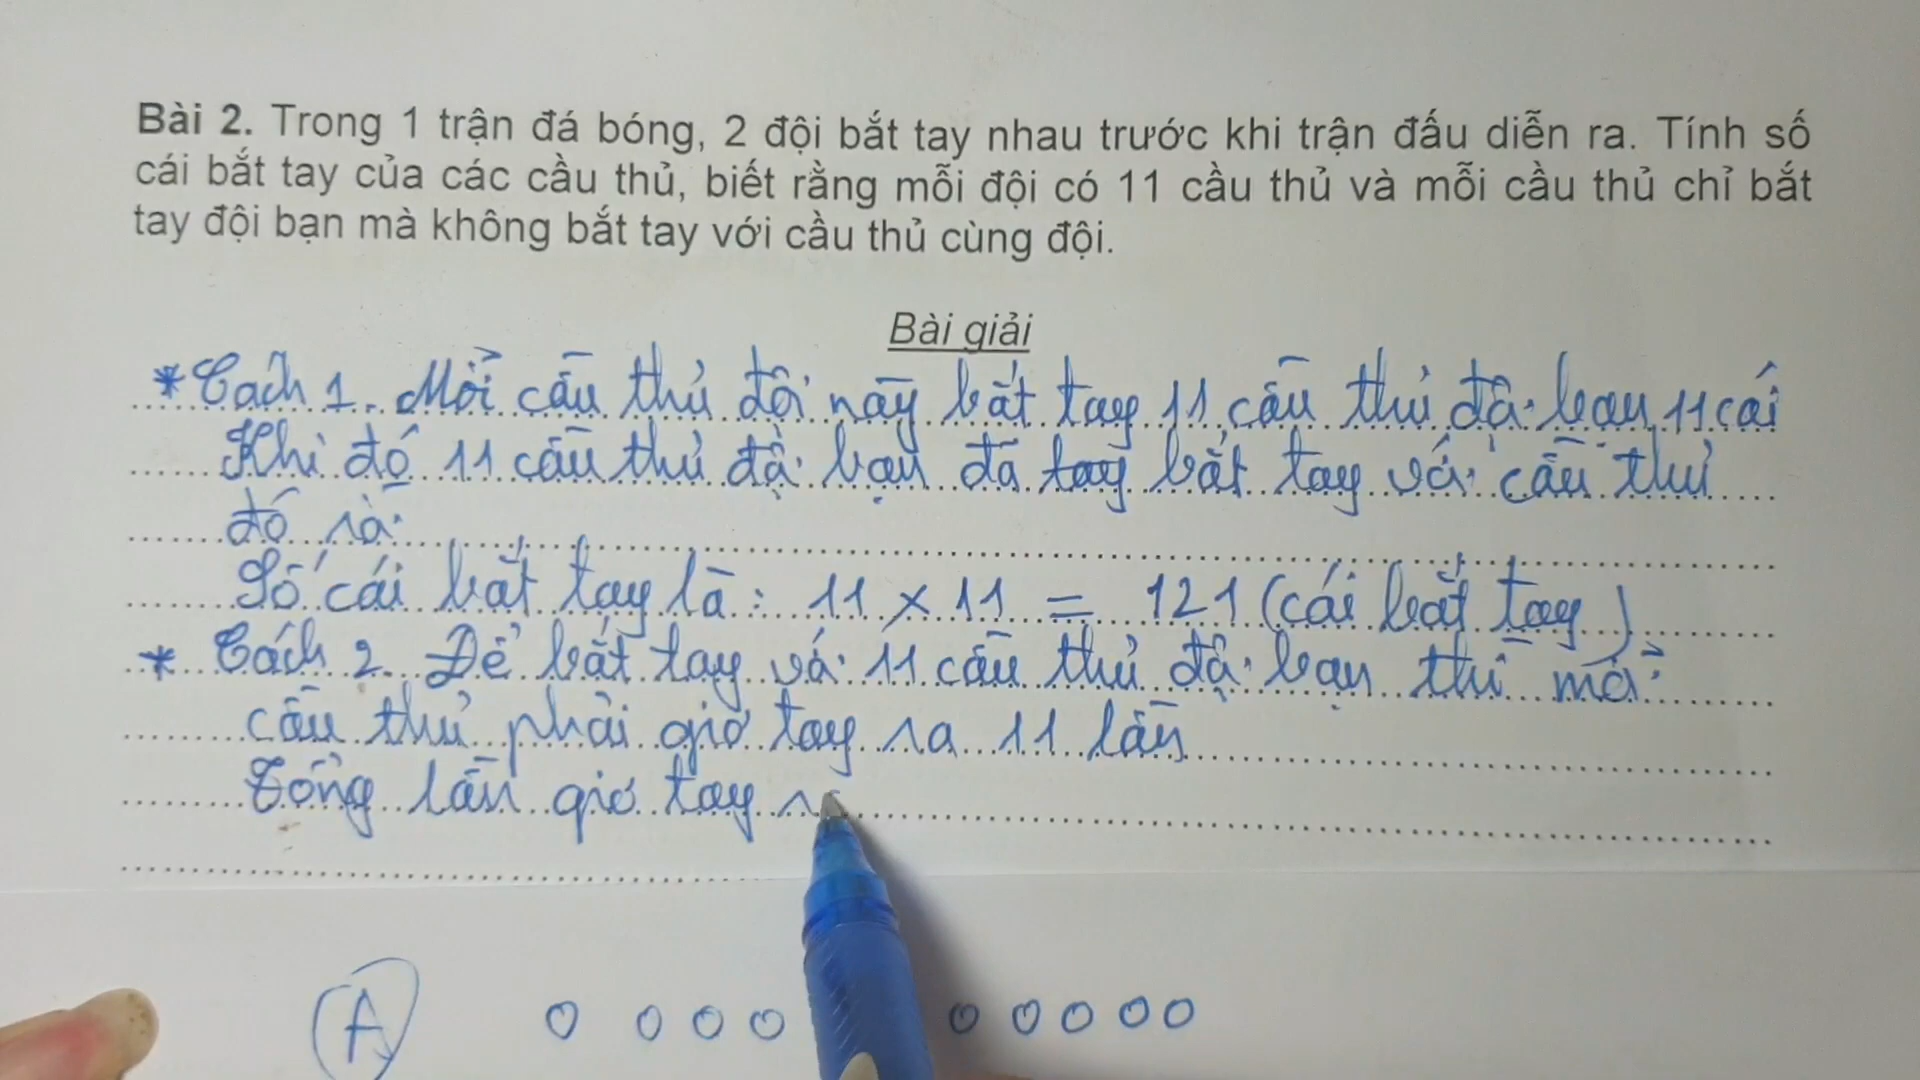 Bài 2. Trong 1 trận đá bóng, 2 đội bắt tay nhau trước khi trận đấu diễn ra. Tính số
cái bắt tay của các cầu thủ, biết rằng mỗi đội có 11 cầu thủ và mỗi cầu thủ chỉ bắt
tay đội bạn mà không bắt tay với cầu thủ cùng đội.
Bài giải
* Cách 1. Mỗi cầu thủ đội này bắt tay 11 cầu thủ đội bạn 11 cái
Khi đó 11 cầu thủ đội bạn đã tay bắt tay với cầu thủ
đó rồi
Số cái bắt tay là : 11 × 11 = 121 (cái bắt tay)
* Cách 2. Để bắt tay với 11 cầu thủ đội bạn thì mỗi
cầu thủ phải giơ tay ra 11 lần
Tổng lần giơ tay
A